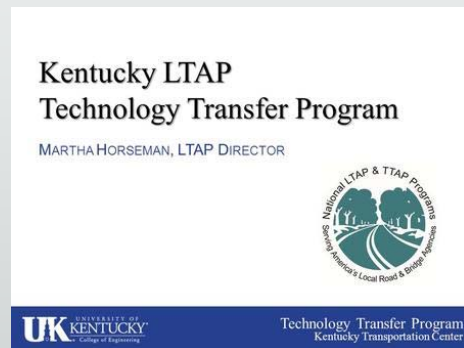 Kentucky LTAP
Technology Transfer Program
MARTHA HORSEMAN, LTAP DIRECTOR
National LTAP & TTAP Programs
Serving America's Local Road & Bridge Agencies
UK UNIVERSITY OF
KENTUCKY
College of Engineering
Technology Transfer Program
Kentucky Transportation Center